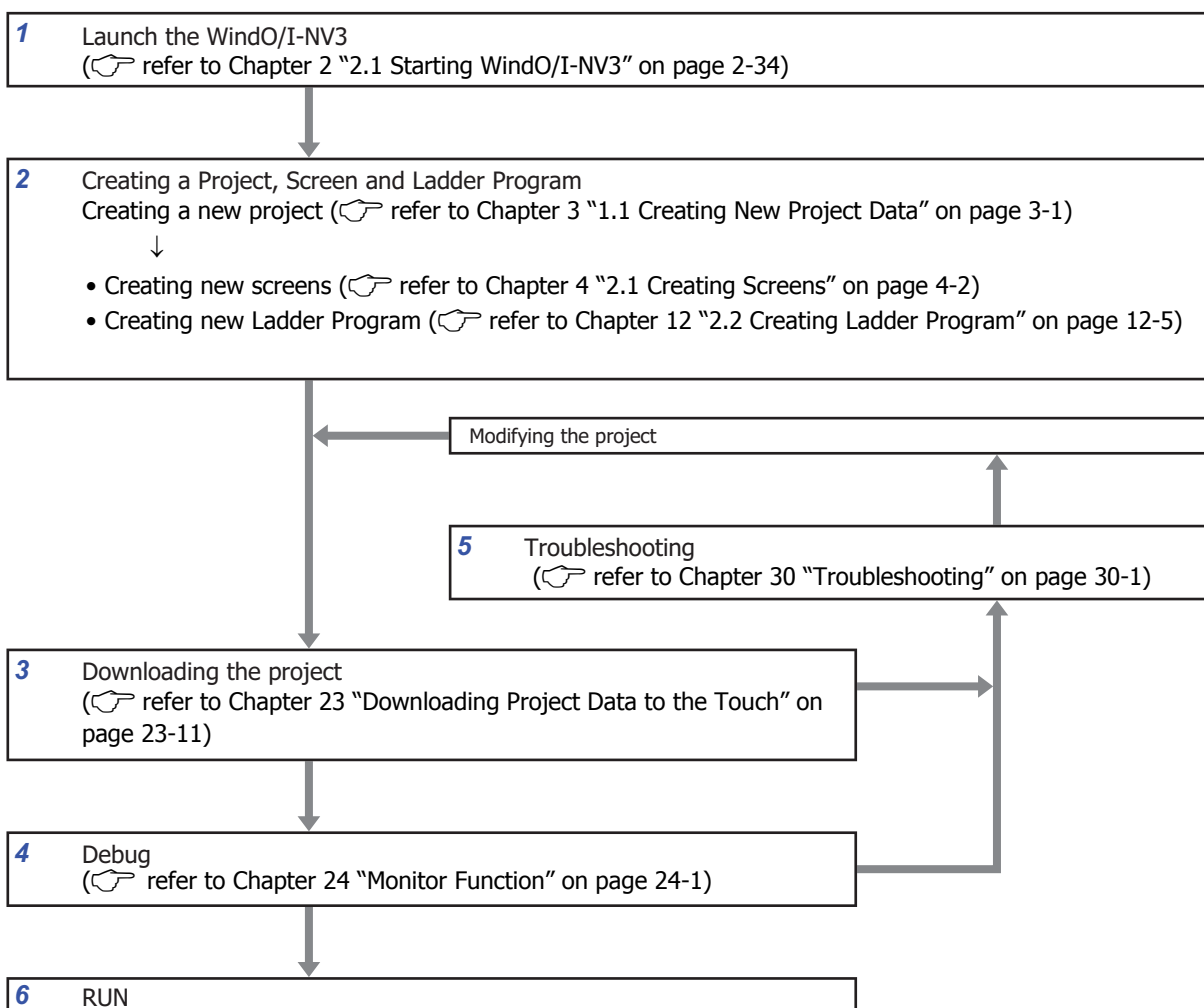 1 Launch the WindO/I-NV3
(☞ refer to Chapter 2 “2.1 Starting WindO/I-NV3” on page 2-34)
2 Creating a Project, Screen and Ladder Program
Creating a new project (☞ refer to Chapter 3 “1.1 Creating New Project Data” on page 3-1)
↓
• Creating new screens (☞ refer to Chapter 4 “2.1 Creating Screens” on page 4-2)
• Creating new Ladder Program (☞ refer to Chapter 12 “2.2 Creating Ladder Program” on page 12-5)
Modifying the project
5 Troubleshooting
(☞ refer to Chapter 30 “Troubleshooting” on page 30-1)
3 Downloading the project
(☞ refer to Chapter 23 “Downloading Project Data to the Touch” on
page 23-11)
4 Debug
(☞ refer to Chapter 24 “Monitor Function” on page 24-1)
6 RUN